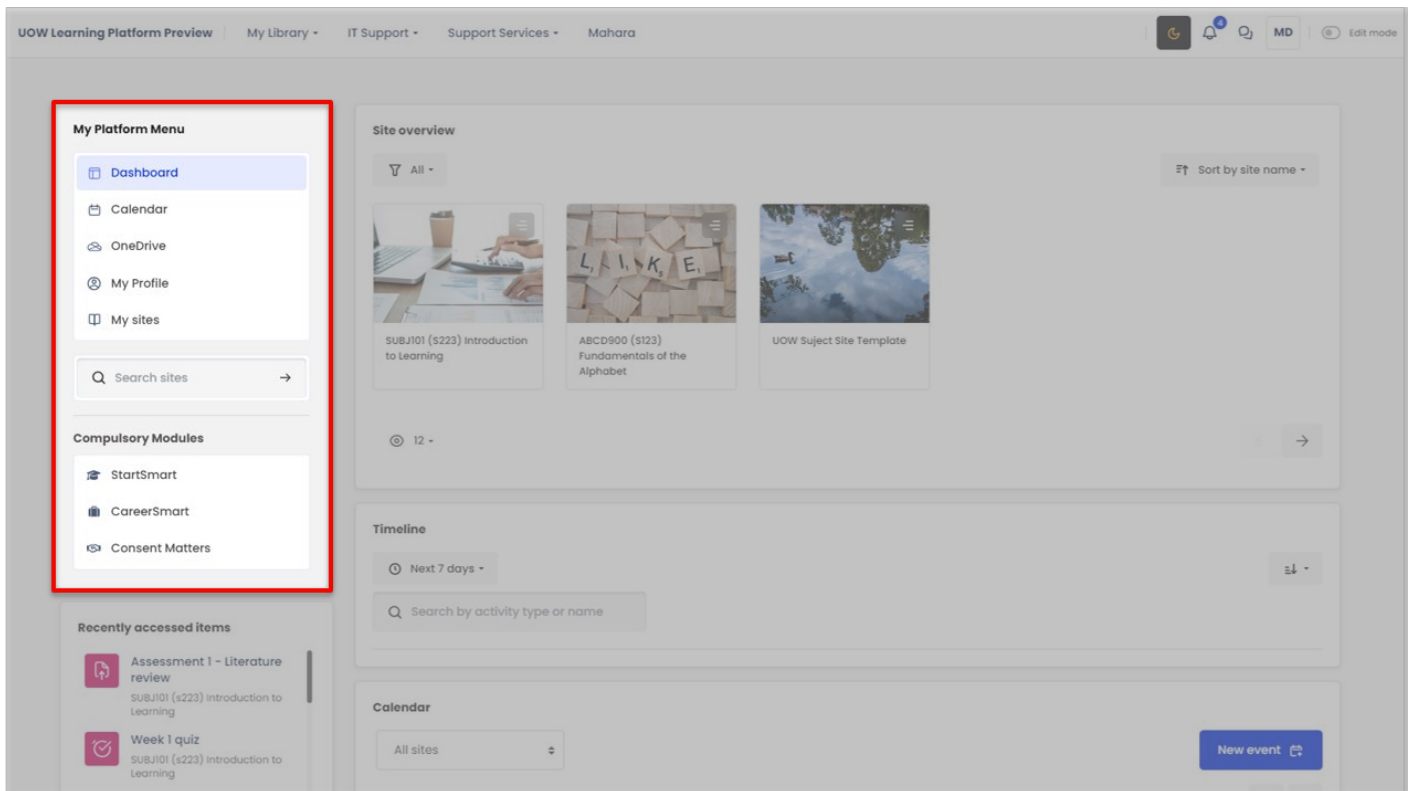 UOW Learning Platform Preview My Library IT Support Support Services Mahara 4 MD Edit mode
My Platform Menu
Dashboard
Calendar
OneDrive
My Profile
My sites
Search sites
Compulsory Modules
StartSmart
CareerSmart
Consent Matters
Recently accessed items
Assessment 1 - Literature
review
SUBJ101 (s223) Introduction to
Learning
Week 1 quiz
SUBJ101 (s223) Introduction to
Learning
Site overview
All Sort by site name
L, I, K, E,
SUBJ101 (S223) Introduction
to Learning
ABCD900 (S123)
Fundamentals of the
Alphabet
UOW Suject Site Template
12
Timeline
Next 7 days
Search by activity type or name
Calendar
All sites New event